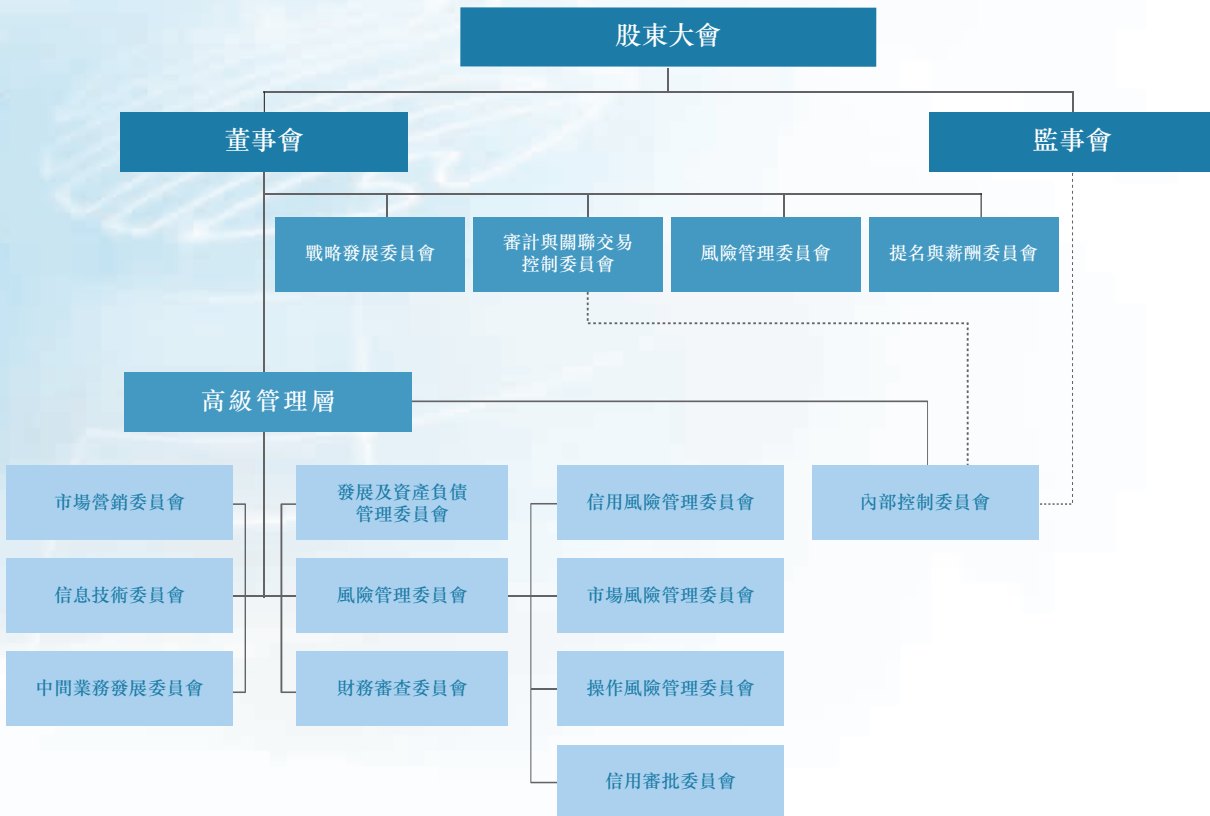 股東大會
董事會
監事會
戰略發展委員會
審計與關聯交易
控制委員會
風險管理委員會
提名與薪酬委員會
高級管理層
市場營銷委員會
發展及資產負債
管理委員會
信用風險管理委員會
內部控制委員會
信息技術委員會
風險管理委員會
市場風險管理委員會
中間業務發展委員會
財務審查委員會
操作風險管理委員會
信用審批委員會